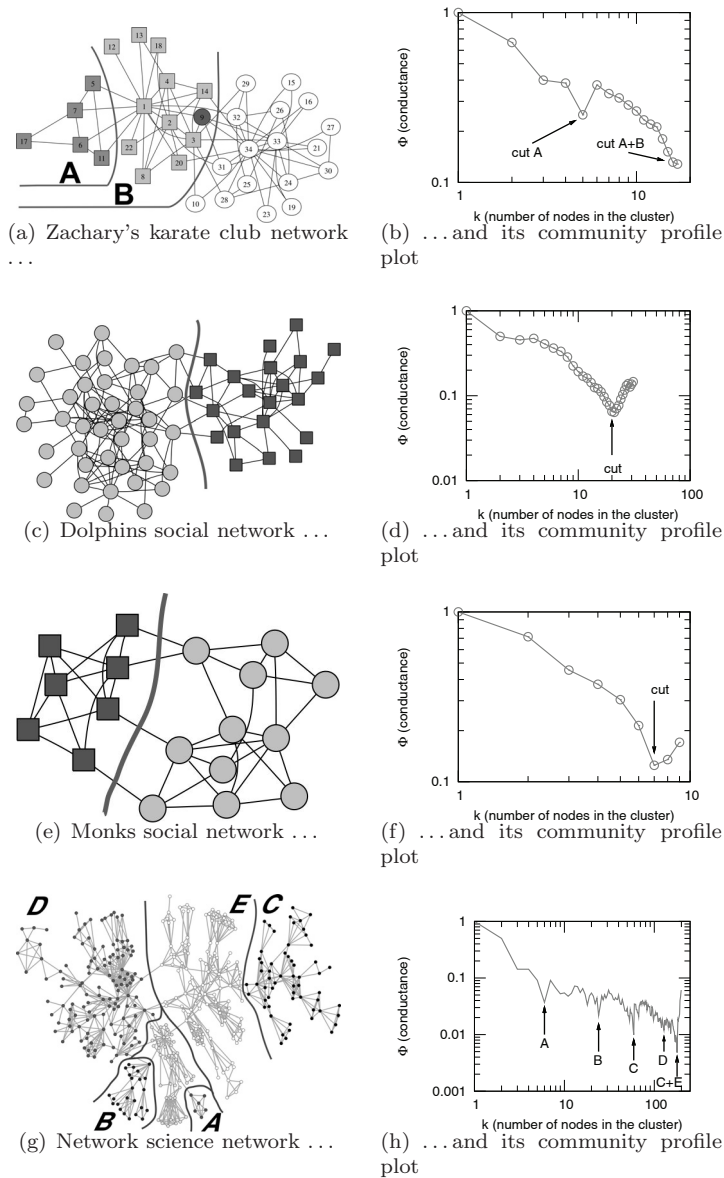 12
13
18
5
4
29
15
7
14
16
1
9
26
2
32
27
17
6
3
33
11
22
34
21
20
31
30
8
28
24
25
10
23
19
A
B
1
0.1
1
10
Φ (conductance)
cut A
cut A+B
k (number of nodes in the cluster)
(a) Zachary's karate club network
...
(b) ...and its community profile
plot
1
0.1
0.01
1
10
100
Φ (conductance)
cut
k (number of nodes in the cluster)
(c) Dolphins social network ...
(d) ...and its community profile
plot
1
0.1
1
10
Φ (conductance)
cut
k (number of nodes in the cluster)
(e) Monks social network ...
(f) ...and its community profile
plot
D
E
C
B
A
1
0.1
0.01
0.001
1
10
100
Φ (conductance)
A
B
C
D
C+E
k (number of nodes in the cluster)
(g) Network science network ...
(h) ...and its community profile
plot